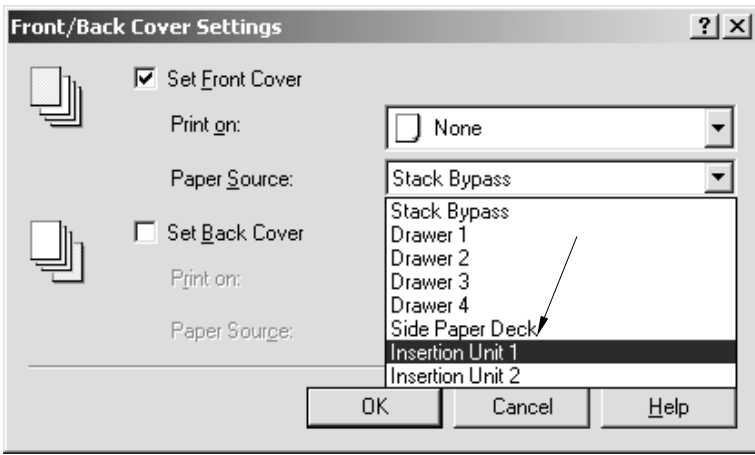 Front/Back Cover Settings
Set Front Cover
Print on: None
Paper Source: Stack Bypass
Stack Bypass
Drawer 1
Set Back Cover
Drawer 2
Print on:
Drawer 3
Drawer 4
Paper Source:
Side Paper Deck
Insertion Unit 1
Insertion Unit 2
OK Cancel Help